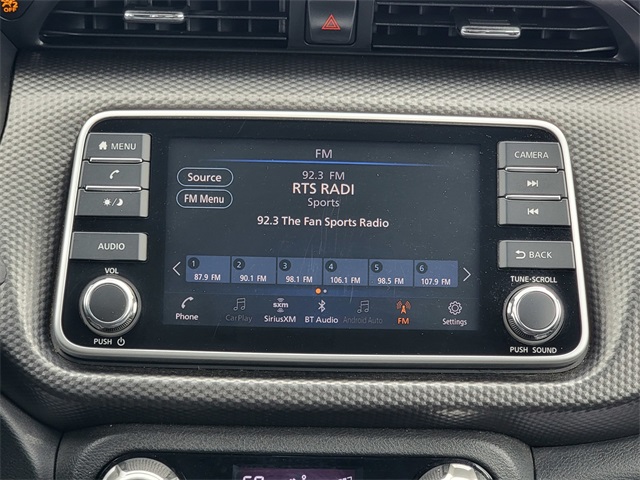 OFF
MENU
CAMERA
AUDIO
BACK
VOL
PUSH
TUNE·SCROLL
PUSH SOUND
FM
Source
FM Menu
92.3 FM
RTS RADI
Sports
92.3 The Fan Sports Radio
1 2 3 4 5 6
87.9 FM 90.1 FM 98.1 FM 106.1 FM 98.5 FM 107.9 FM
sxm
Phone CarPlay SiriusXM BT Audio Android Auto FM Settings